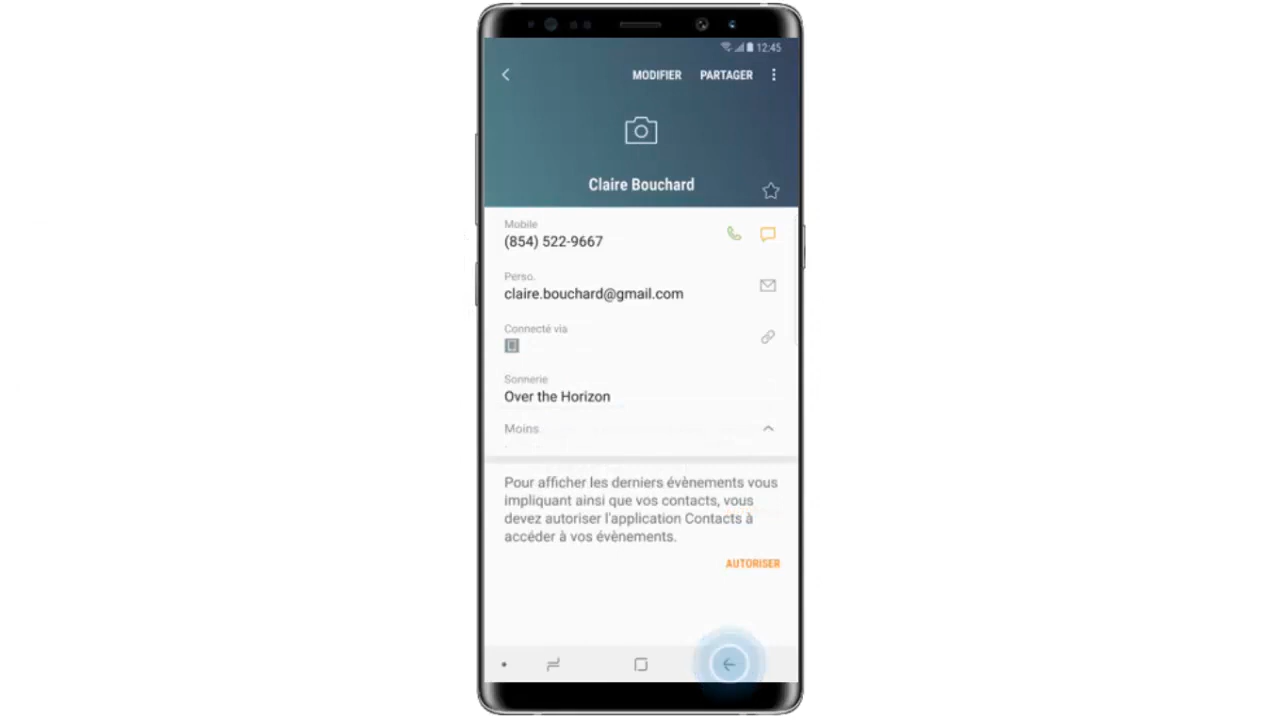 12:45
MODIFIER PARTAGER
Claire Bouchard
Mobile
(854) 522-9667
Perso.
claire.bouchard@gmail.com
Connecté via
Sonnerie
Over the Horizon
Moins
Pour afficher les derniers évènements vous
impliquant ainsi que vos contacts, vous
devez autoriser l'application Contacts à
accéder à vos évènements.
AUTORISER